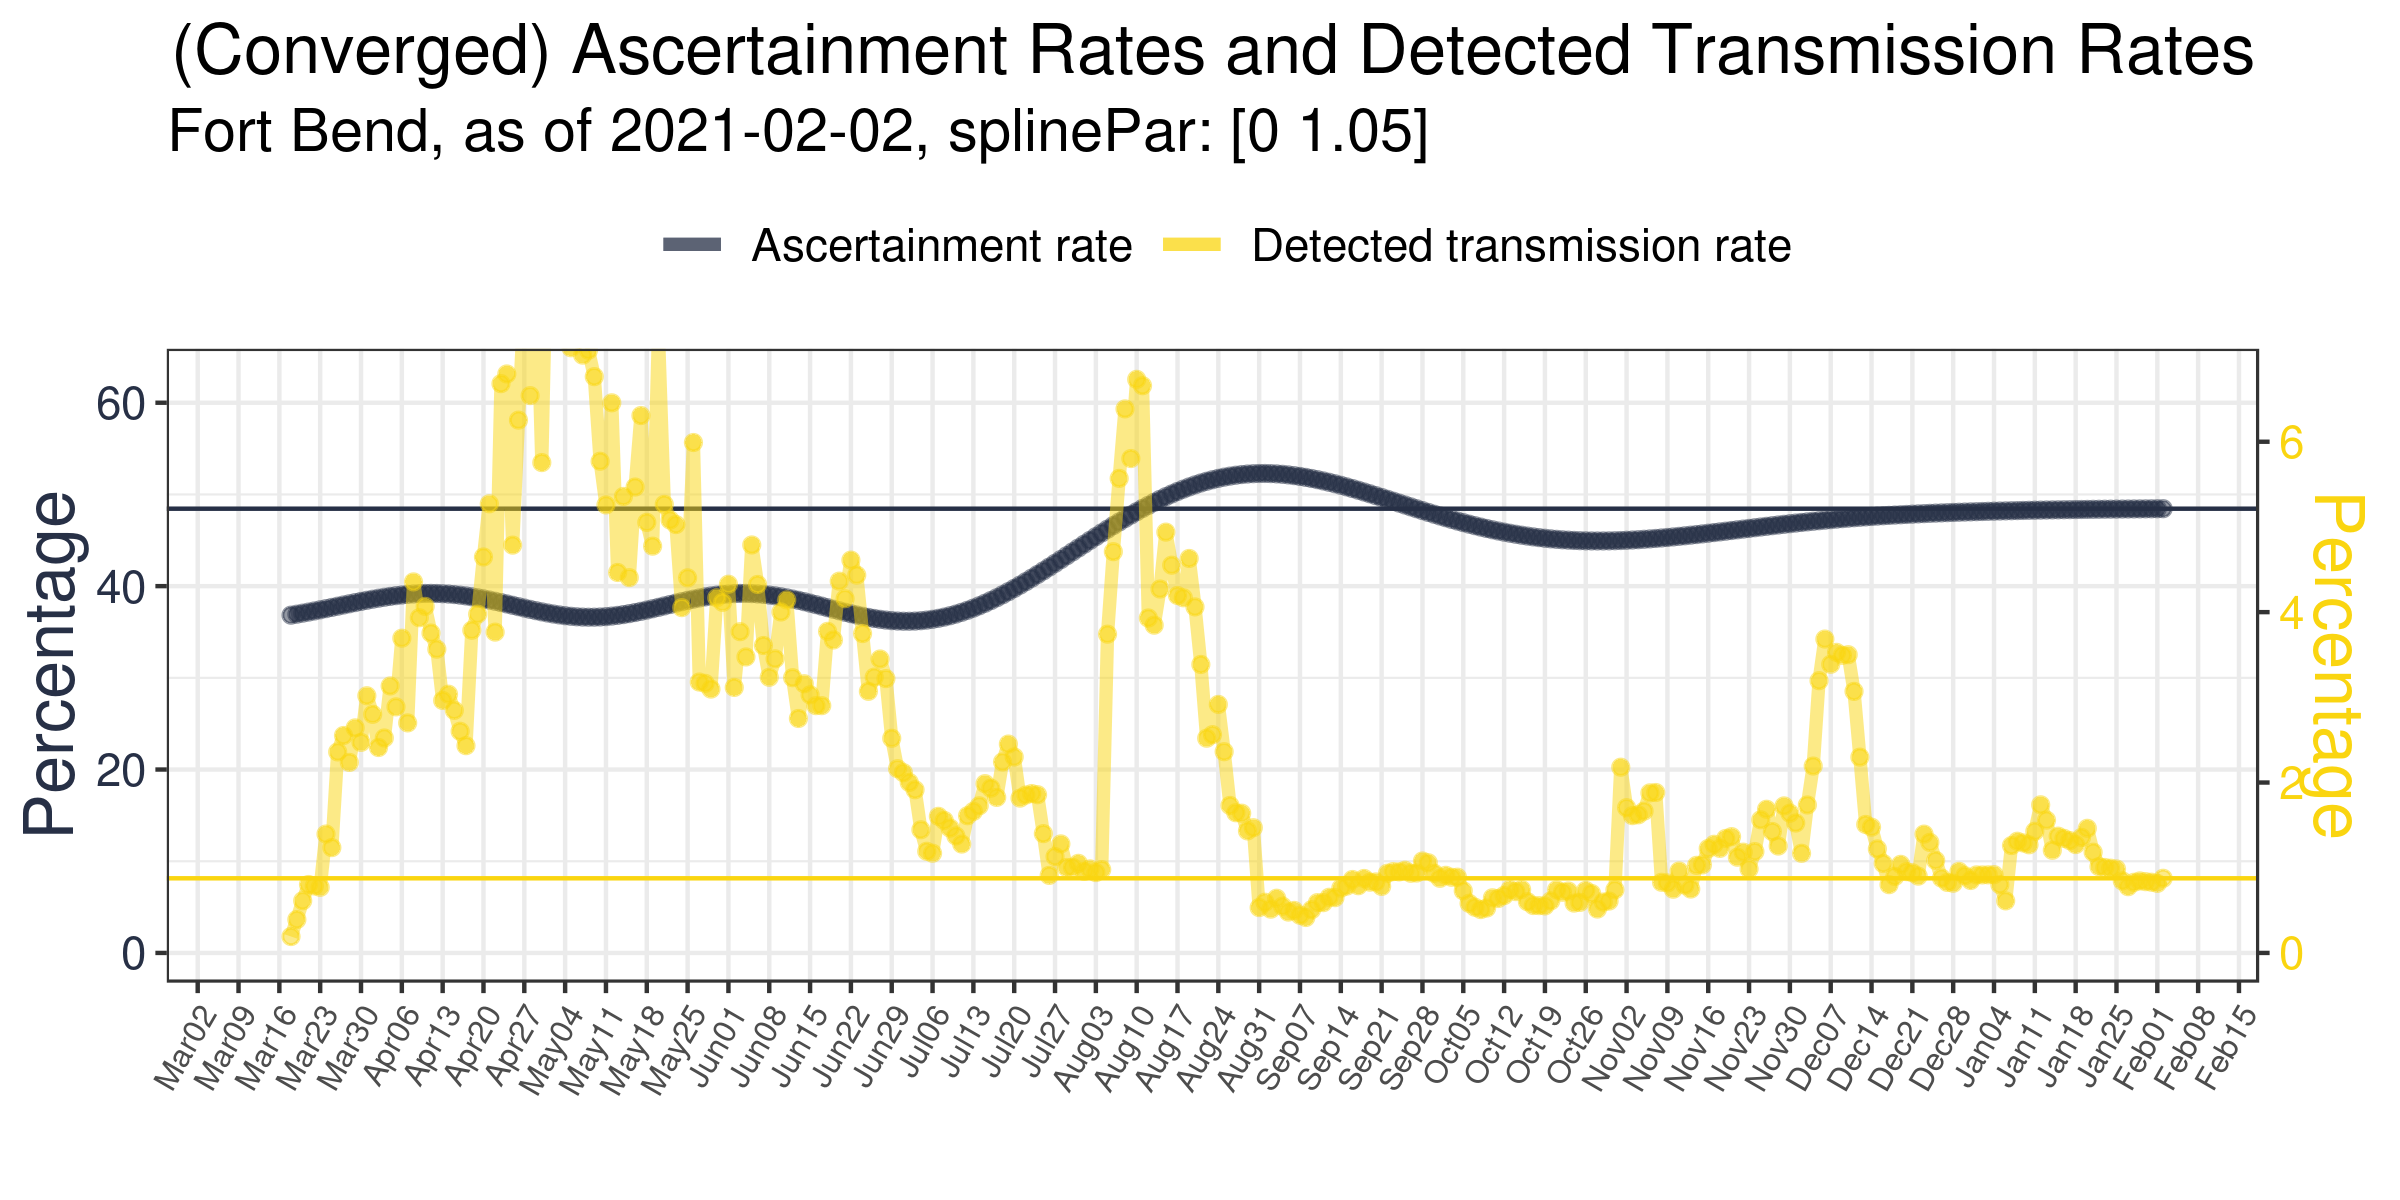 (Converged) Ascertainment Rates and Detected Transmission Rates
Fort Bend, as of 2021-02-02, splinePar: [0 1.05]
Ascertainment rate
Detected transmission rate
Percentage
60
40
20
0
6
4
2
0
Percentage
Mar02
Mar09
Mar16
Mar23
Mar30
Apr06
Apr13
Apr20
Apr27
May04
May11
May18
May25
Jun01
Jun08
Jun15
Jun22
Jun29
Jul06
Jul13
Jul20
Jul27
Aug03
Aug10
Aug17
Aug24
Aug31
Sep07
Sep14
Sep21
Sep28
Oct05
Oct12
Oct19
Oct26
Nov02
Nov09
Nov16
Nov23
Nov30
Dec07
Dec14
Dec21
Dec28
Jan04
Jan11
Jan18
Jan25
Feb01
Feb08
Feb15